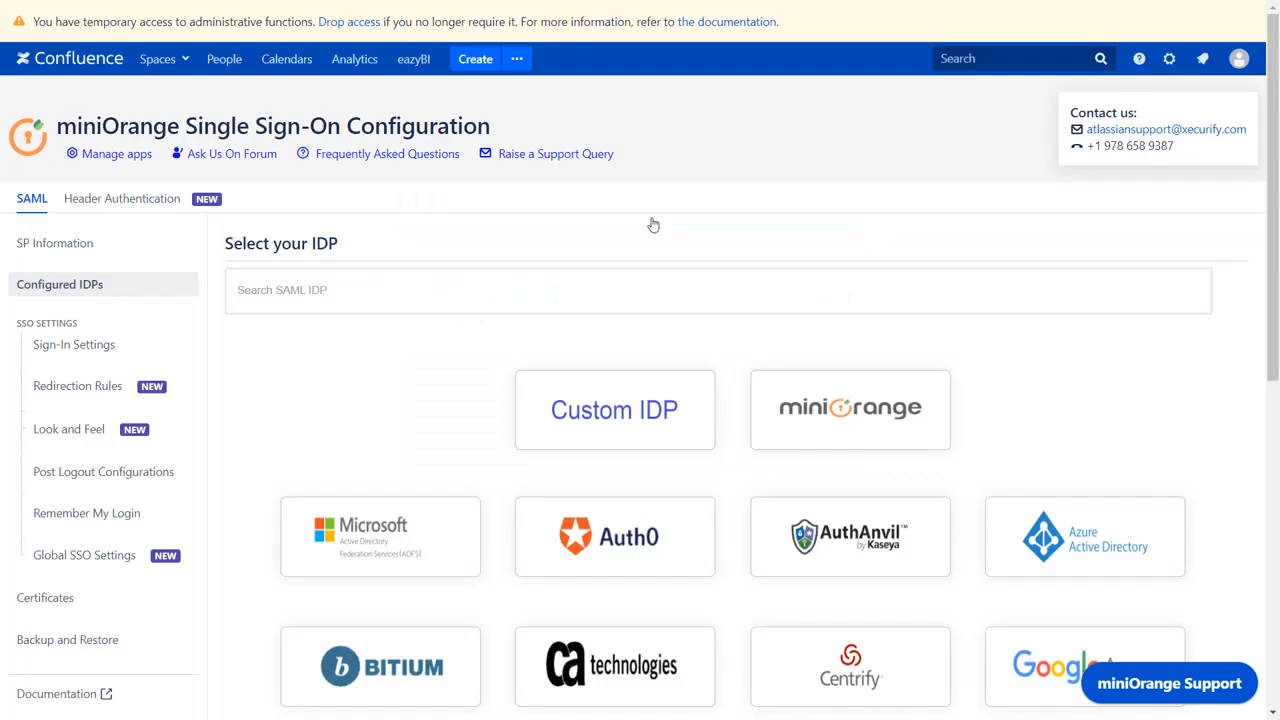 You have temporary access to administrative functions. Drop access if you no longer require it. For more information, refer to the documentation.
Confluence Spaces People Calendars Analytics eazyBI Create ··· Search
miniOrange Single Sign-On Configuration
Manage apps Ask Us On Forum Frequently Asked Questions Raise a Support Query
Contact us:
atlassiansupport@xecurify.com
+1 978 658 9387
SAML Header Authentication NEW
SP Information
Configured IDPs
SSO SETTINGS
Sign-In Settings
Redirection Rules NEW
Look and Feel NEW
Post Logout Configurations
Remember My Login
Global SSO Settings NEW
Certificates
Backup and Restore
Documentation
Select your IDP
Search SAML IDP
Custom IDP
miniOrange
Microsoft
Active Directory
Federation Services (ADFS)
Auth0
AuthAnvil™
by Kaseya
Azure
Active Directory
b BITIUM
ca technologies
Centrify
Google
miniOrange Support